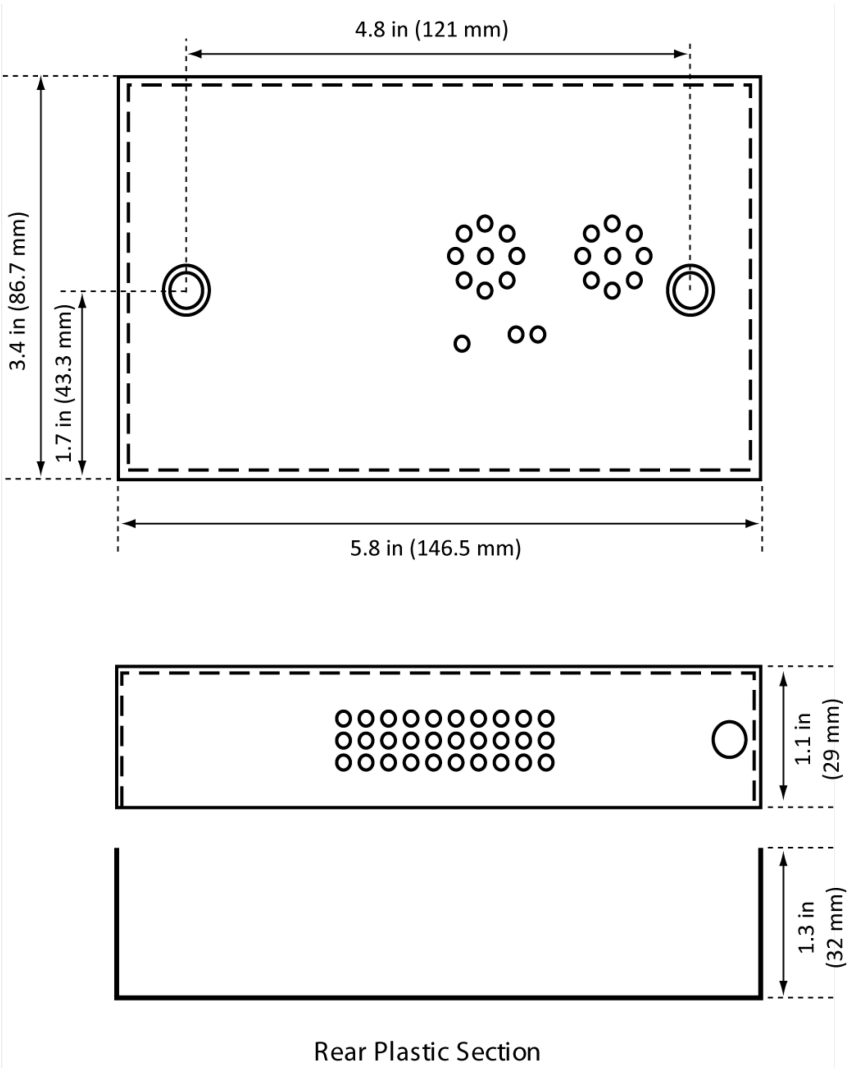 4.8 in (121 mm)
3.4 in (86.7 mm)
1.7 in (43.3 mm)
5.8 in (146.5 mm)
1.1 in
(29 mm)
1.3 in
(32 mm)
Rear Plastic Section